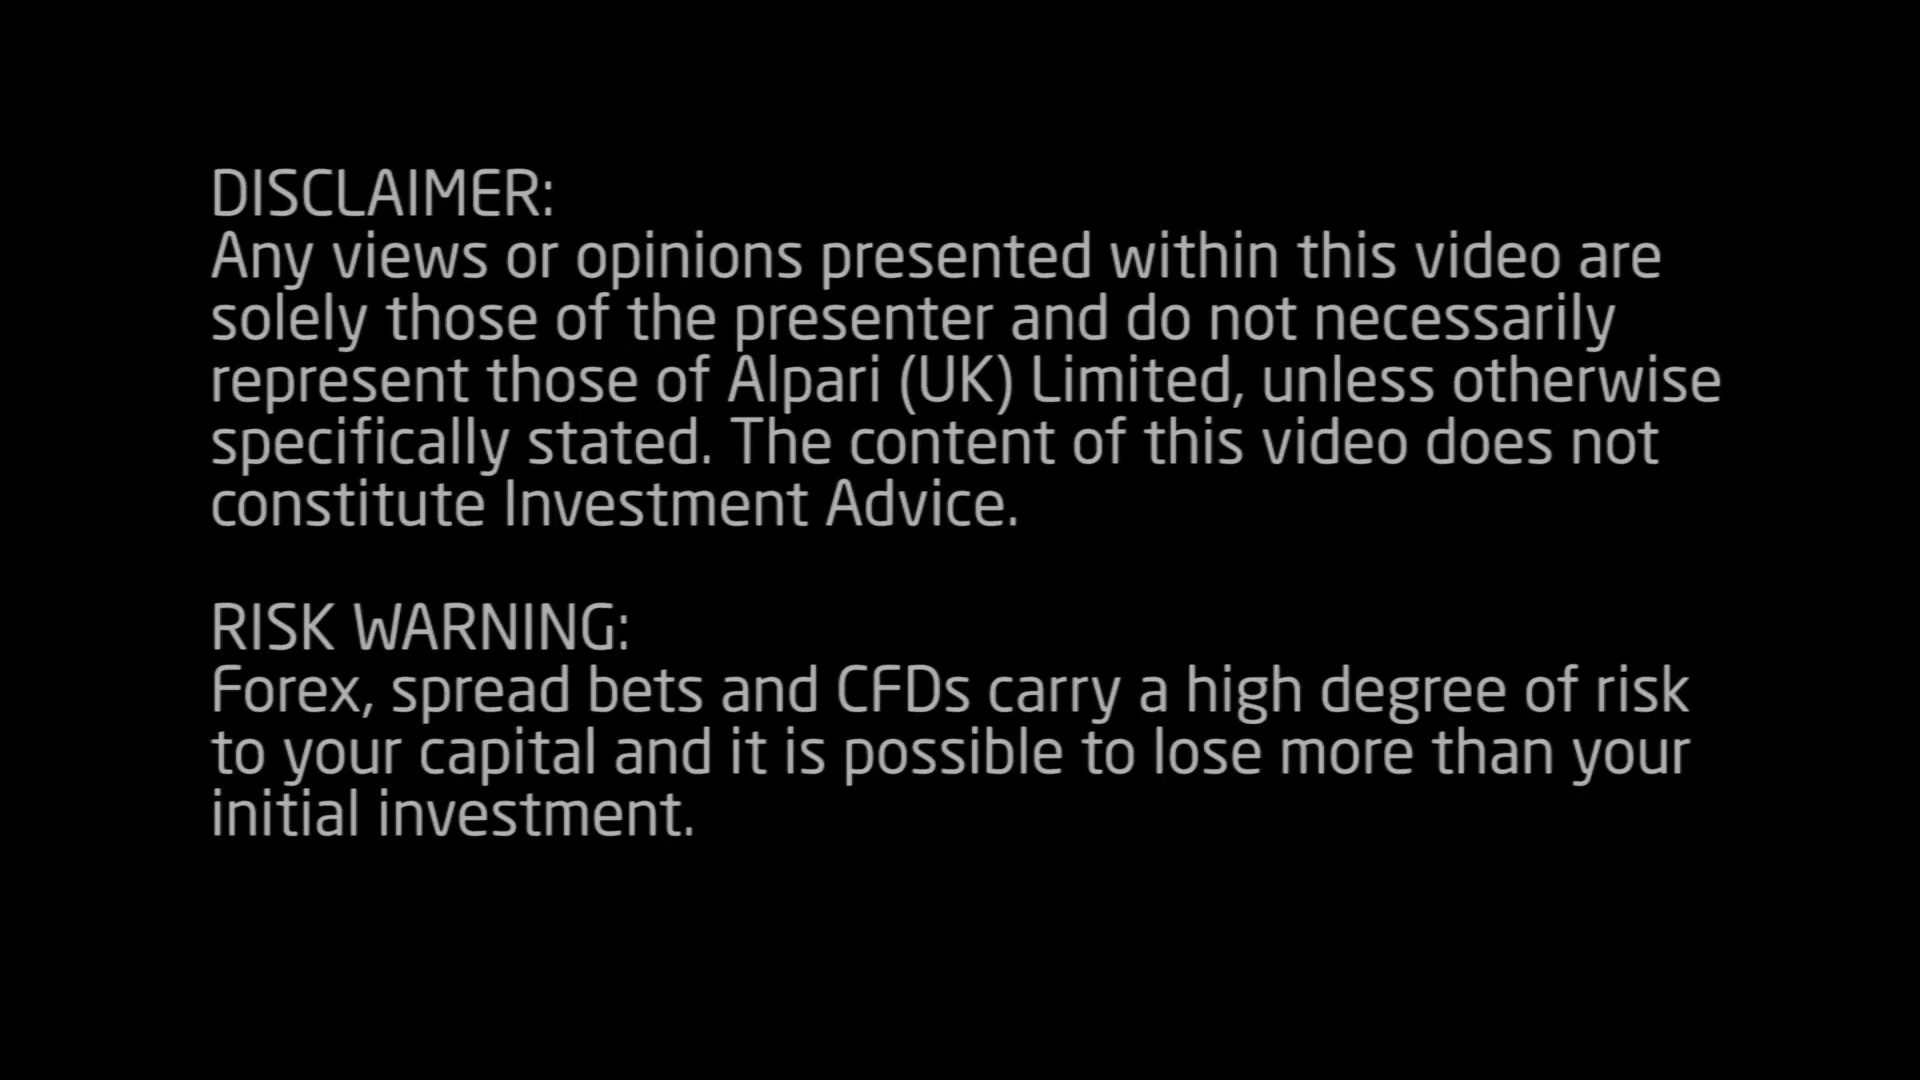 DISCLAIMER:
Any views or opinions presented within this video are
solely those of the presenter and do not necessarily
represent those of Alpari (UK) Limited, unless otherwise
specifically stated. The content of this video does not
constitute Investment Advice.
RISK WARNING:
Forex, spread bets and CFDs carry a high degree of risk
to your capital and it is possible to lose more than your
initial investment.